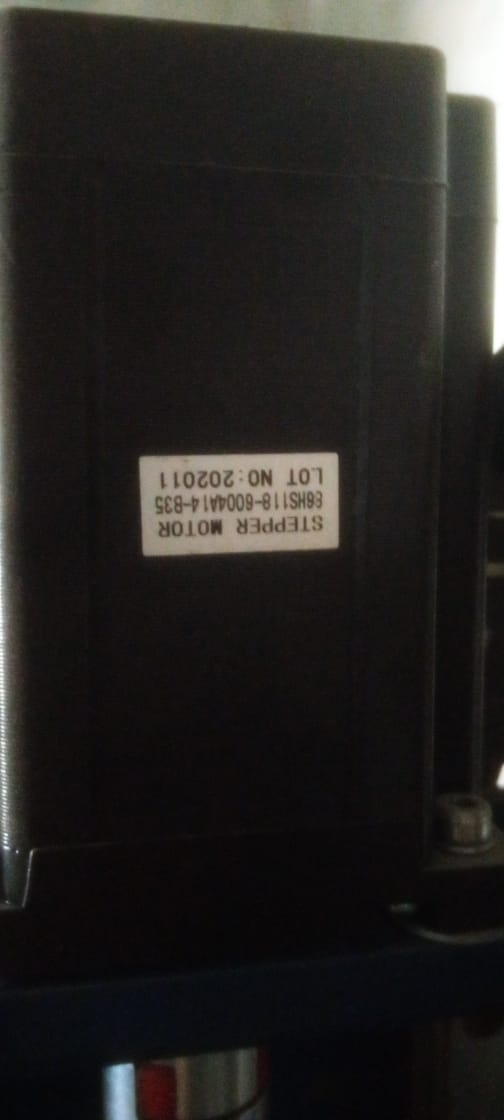 STEPPER MOTOR
86HS118-6004A14-B35
LOT NO:202011